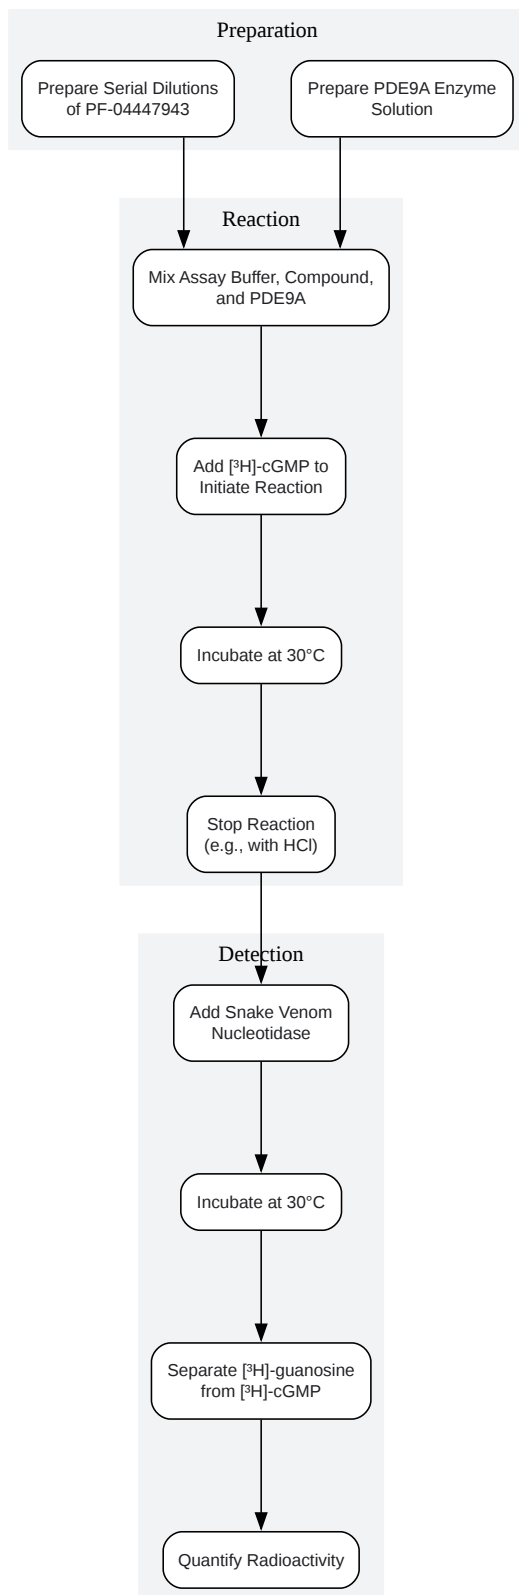 Preparation
Prepare Serial Dilutions
of PF-04447943
Prepare PDE9A Enzyme
Solution
Reaction
Mix Assay Buffer, Compound,
and PDE9A
Add [³H]-cGMP to
Initiate Reaction
Incubate at 30°C
Stop Reaction
(e.g., with HCl)
Detection
Add Snake Venom
Nucleotidase
Incubate at 30°C
Separate [³H]-guanosine
from [³H]-cGMP
Quantify Radioactivity